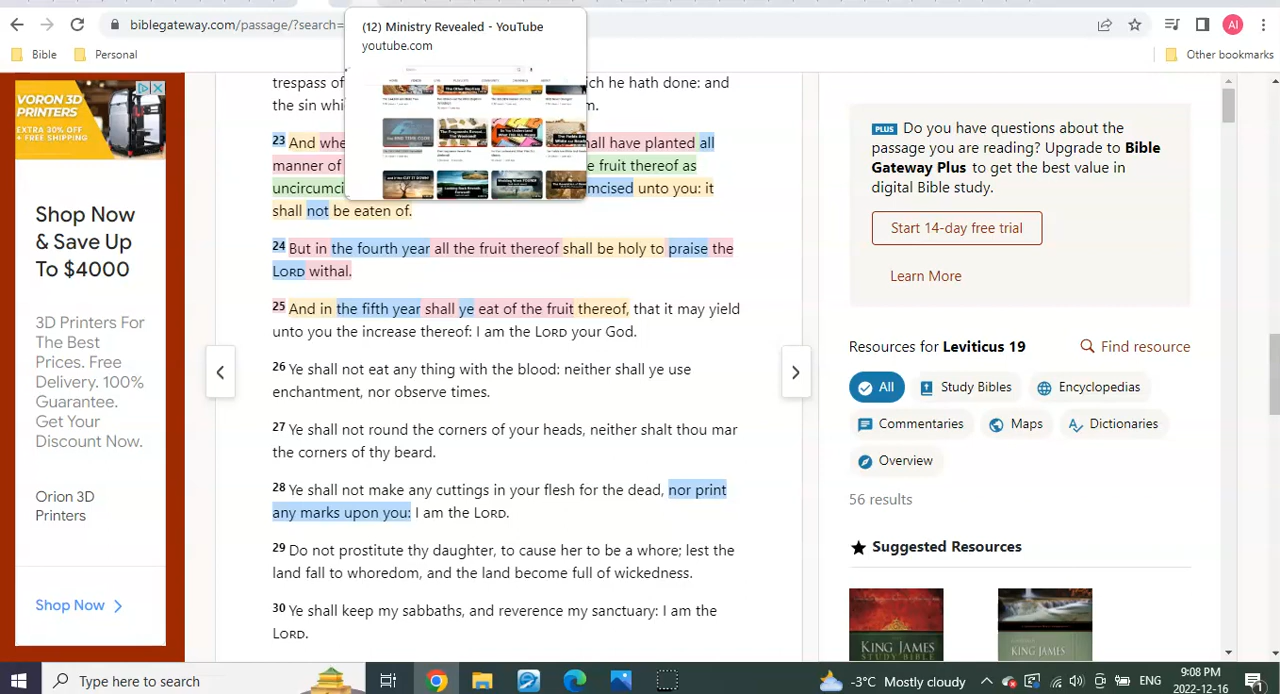 biblegateway.com/passage/?search=
(12) Ministry Revealed - YouTube
youtube.com
Bible
Personal
Other bookmarks
VORON 3D
PRINTERS
EXTRA 30% OFF
+ FREE SHIPPING
Shop Now
& Save Up
To $4000
3D Printers For
The Best
Prices. Free
Delivery. 100%
Guarantee.
Get Your
Discount Now.
Orion 3D
Printers
Shop Now
trespass of
ich he hath done: and
the sin whi
m.
23 And whe
shall have planted all
manner of
e fruit thereof as
uncircumci
mcised unto you: it
shall not be eaten of.
24 But in the fourth year all the fruit thereof shall be holy to praise the
LORD withal.
25 And in the fifth year shall ye eat of the fruit thereof, that it may yield
unto you the increase thereof: I am the LORD your God.
26 Ye shall not eat any thing with the blood: neither shall ye use
enchantment, nor observe times.
27 Ye shall not round the corners of your heads, neither shalt thou mar
the corners of thy beard.
28 Ye shall not make any cuttings in your flesh for the dead, nor print
any marks upon you: I am the LORD.
29 Do not prostitute thy daughter, to cause her to be a whore; lest the
land fall to whoredom, and the land become full of wickedness.
30 Ye shall keep my sabbaths, and reverence my sanctuary: I am the
LORD.
PLUS Do you have questions about the
passage you are reading? Upgrade to Bible
Gateway Plus to get the best value in
digital Bible study.
Start 14-day free trial
Learn More
Resources for Leviticus 19
Find resource
All
Study Bibles
Encyclopedias
Commentaries
Maps
Dictionaries
Overview
56 results
Suggested Resources
KING JAMES
STUDY BIBLE
KING JAMES
Type here to search
-3°C Mostly cloudy
ENG
9:08 PM
2022-12-16
AI
1